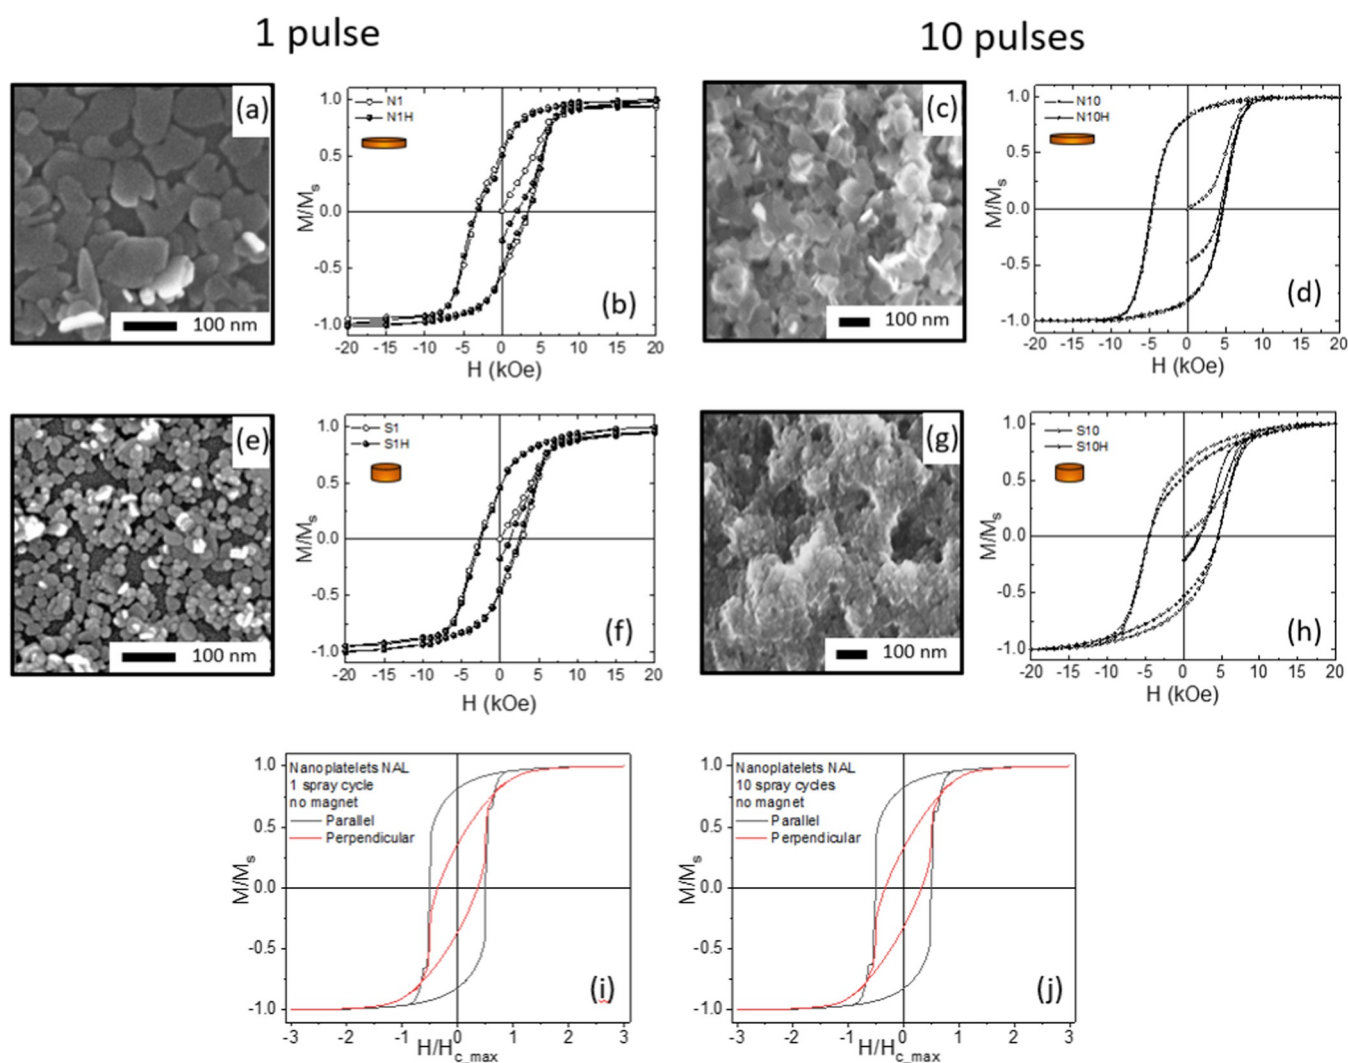 1 pulse
10 pulses
(a)
100 nm
M/Ms
1.0
0.5
0.0
-0.5
-1.0
N1
N1H
(b)
-20 -15 -10 -5 0 5 10 15 20
H (kOe)
(c)
100 nm
M/Ms
1.0
0.5
0.0
-0.5
-1.0
N10
N10H
(d)
-20 -15 -10 -5 0 5 10 15 20
H (kOe)
(e)
100 nm
M/Ms
1.0
0.5
0.0
-0.5
-1.0
S1
S1H
(f)
-20 -15 -10 -5 0 5 10 15 20
H (kOe)
(g)
100 nm
M/Ms
1.0
0.5
0.0
-0.5
-1.0
S10
S10H
(h)
-20 -15 -10 -5 0 5 10 15 20
H (kOe)
M/Ms
1.0
0.5
0.0
-0.5
-1.0
Nanoplatelets NAL
1 spray cycle
no magnet
Parallel
Perpendicular
(i)
-3 -2 -1 0 1 2 3
H/Hc_max
M/Ms
1.0
0.5
0.0
-0.5
-1.0
Nanoplatelets NAL
10 spray cycles
no magnet
Parallel
Perpendicular
(j)
-3 -2 -1 0 1 2 3
H/Hc_max